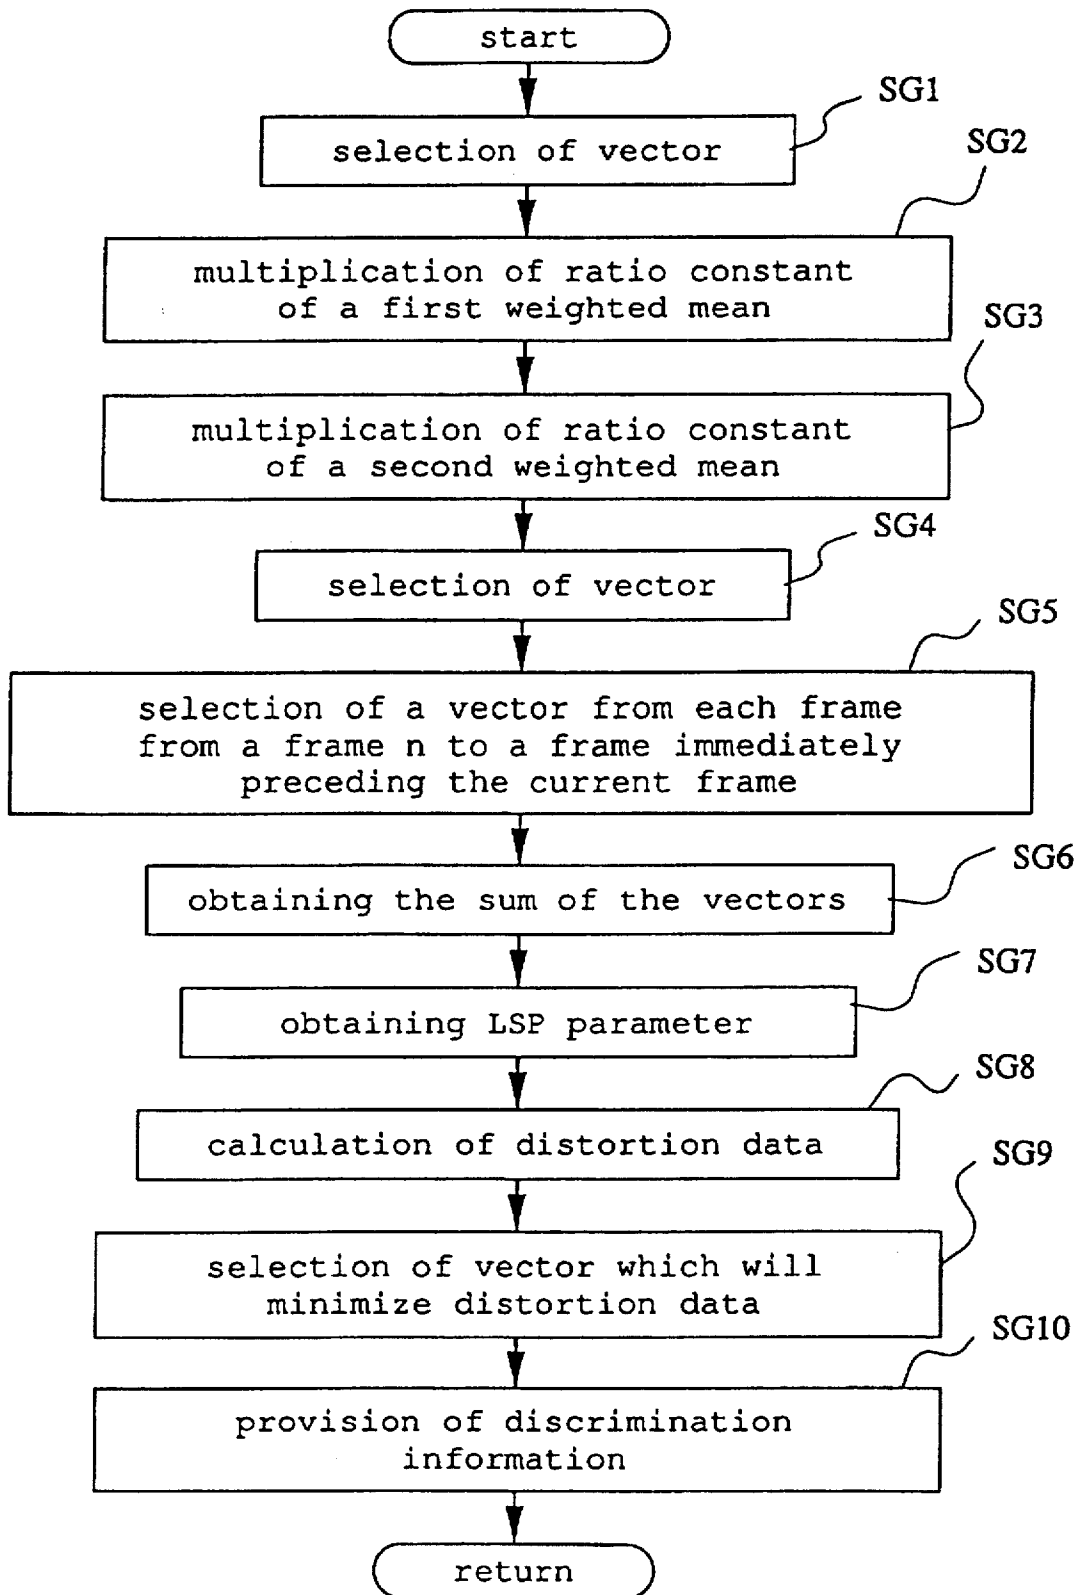 start
SG1
selection of vector
SG2
multiplication of ratio constant
of a first weighted mean
SG3
multiplication of ratio constant
of a second weighted mean
SG4
selection of vector
SG5
selection of a vector from each frame
from a frame n to a frame immediately
preceding the current frame
SG6
obtaining the sum of the vectors
SG7
obtaining LSP parameter
SG8
calculation of distortion data
SG9
selection of vector which will
minimize distortion data
SG10
provision of discrimination
information
return